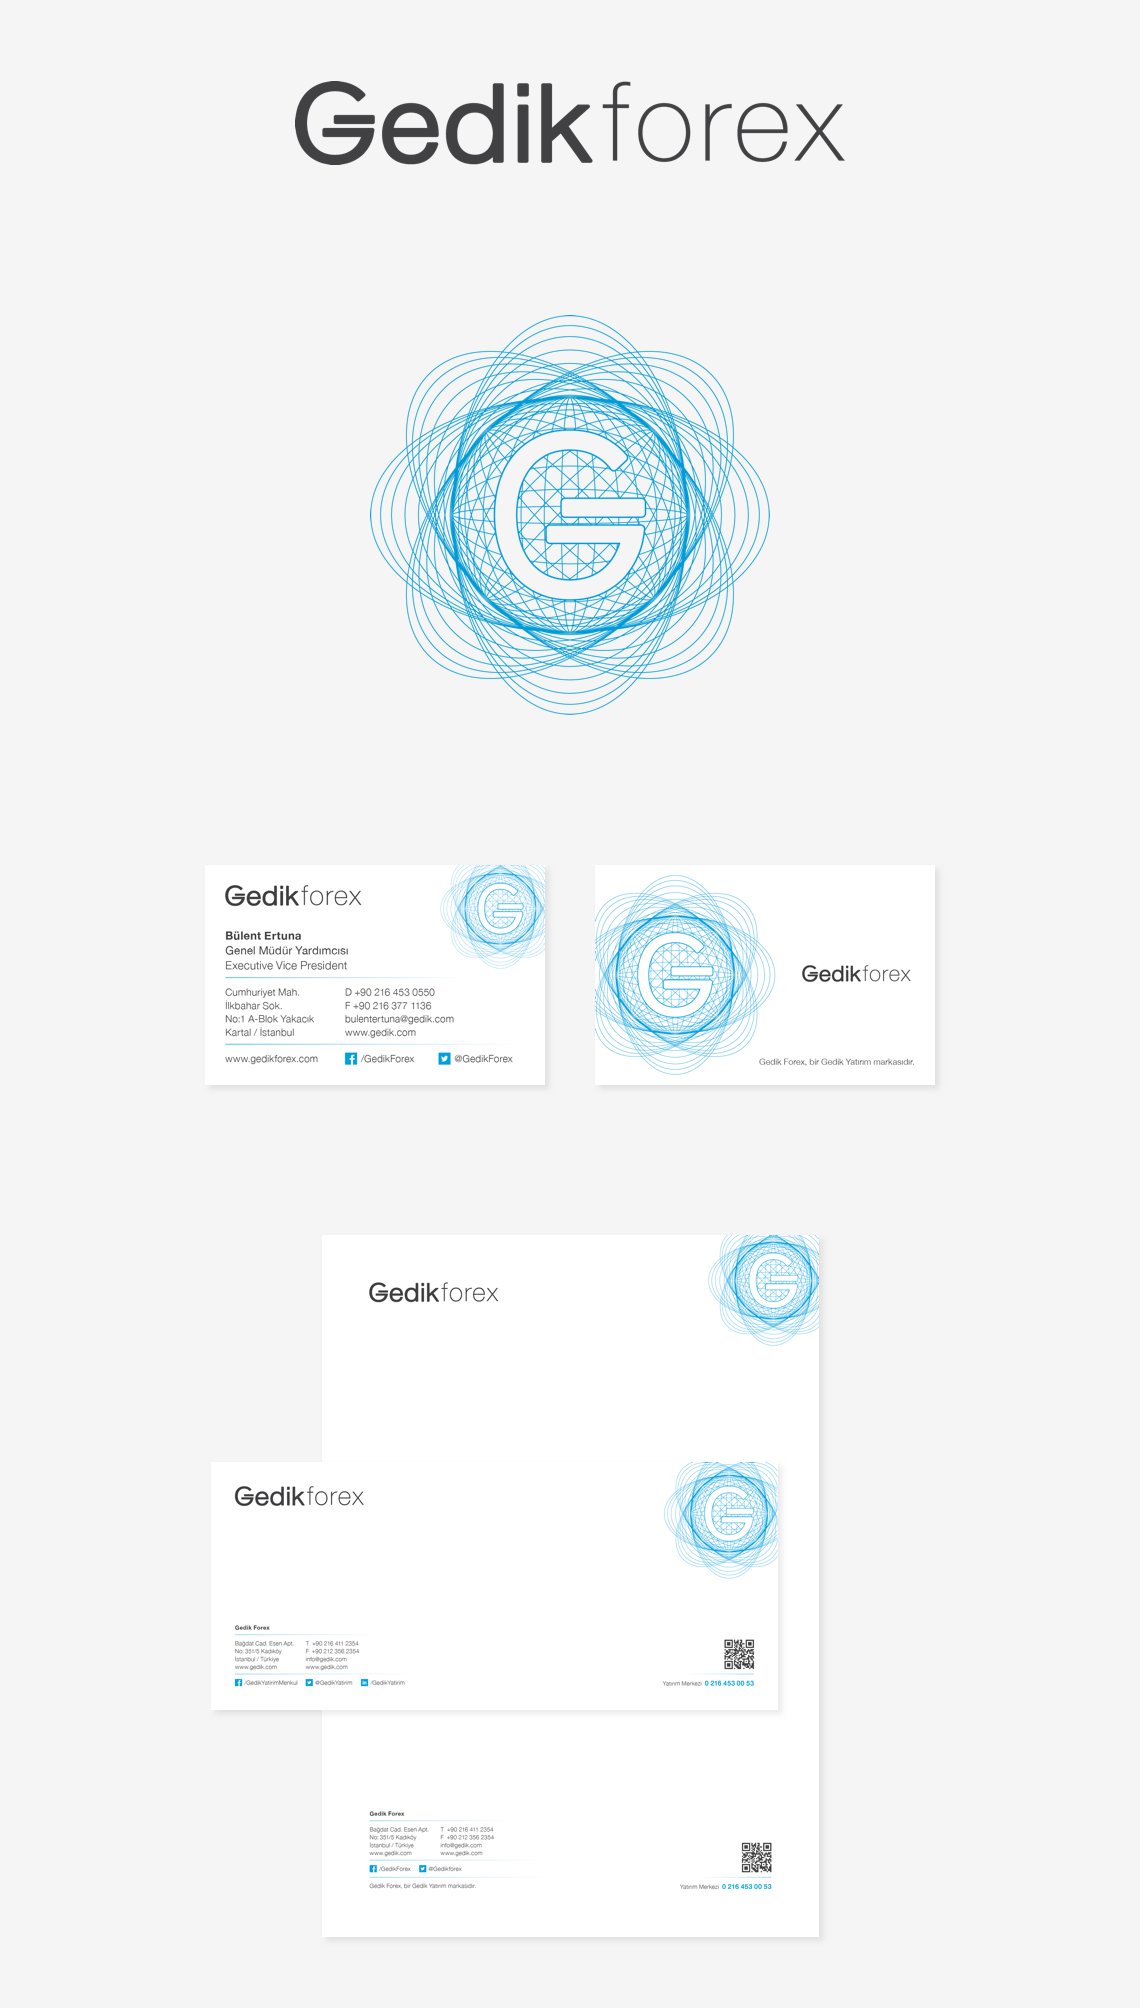 Gedikforex
G
Gedikforex
G
Bülent Ertuna
Genel Müdür Yardımcısı
Executive Vice President
Cumhuriyet Mah.
İlkbahar Sok.
No:1 A-Blok Yakacık
Kartal / İstanbul
D +90 216 453 0550
F +90 216 377 1136
bulentertuna@gedik.com
www.gedik.com
www.gedikforex.com
/GedikForex
@GedikForex
G
Gedikforex
Gedik Forex, bir Gedik Yatırım markasıdır.
Gedikforex
G
Gedikforex
G
Gedik Forex
Bağdat Cad. Esen Apt.
No: 351/5 Kadıköy
İstanbul / Türkiye
www.gedik.com
T +90 216 411 2354
F +90 212 356 2354
info@gedik.com
www.gedik.com
/GedikYatirimMenkul
@GedikYatirim
/GedikYatirim
Yatırım Merkezi 0 216 453 00 53
Gedik Forex
Bağdat Cad. Esen Apt.
No: 351/5 Kadıköy
İstanbul / Türkiye
www.gedik.com
T +90 216 411 2354
F +90 212 356 2354
info@gedik.com
www.gedik.com
/GedikForex
@Gedikforex
Gedik Forex, bir Gedik Yatırım markasıdır.
Yatırım Merkezi 0 216 453 00 53